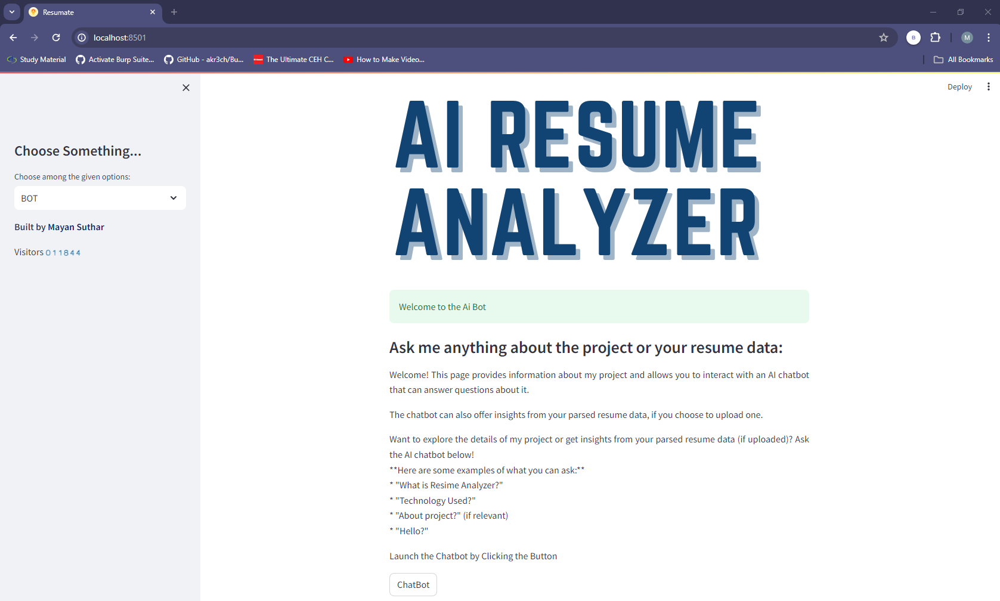 Resumate
localhost:8501
B
M
Study Material
Activate Burp Suite...
GitHub - akr3ch/Bu...
The Ultimate CEH C...
How to Make Video...
All Bookmarks
Deploy
Choose Something...
Choose among the given options:
BOT
Built by Mayan Suthar
Visitors 011844
AI RESUME
ANALYZER
Welcome to the Ai Bot
Ask me anything about the project or your resume data:
Welcome! This page provides information about my project and allows you to interact with an AI chatbot
that can answer questions about it.
The chatbot can also offer insights from your parsed resume data, if you choose to upload one.
Want to explore the details of my project or get insights from your parsed resume data (if uploaded)? Ask
the AI chatbot below!
**Here are some examples of what you can ask:**
* "What is Resime Analyzer?"
* "Technology Used?"
* "About project?" (if relevant)
* "Hello?"
Launch the Chatbot by Clicking the Button
ChatBot